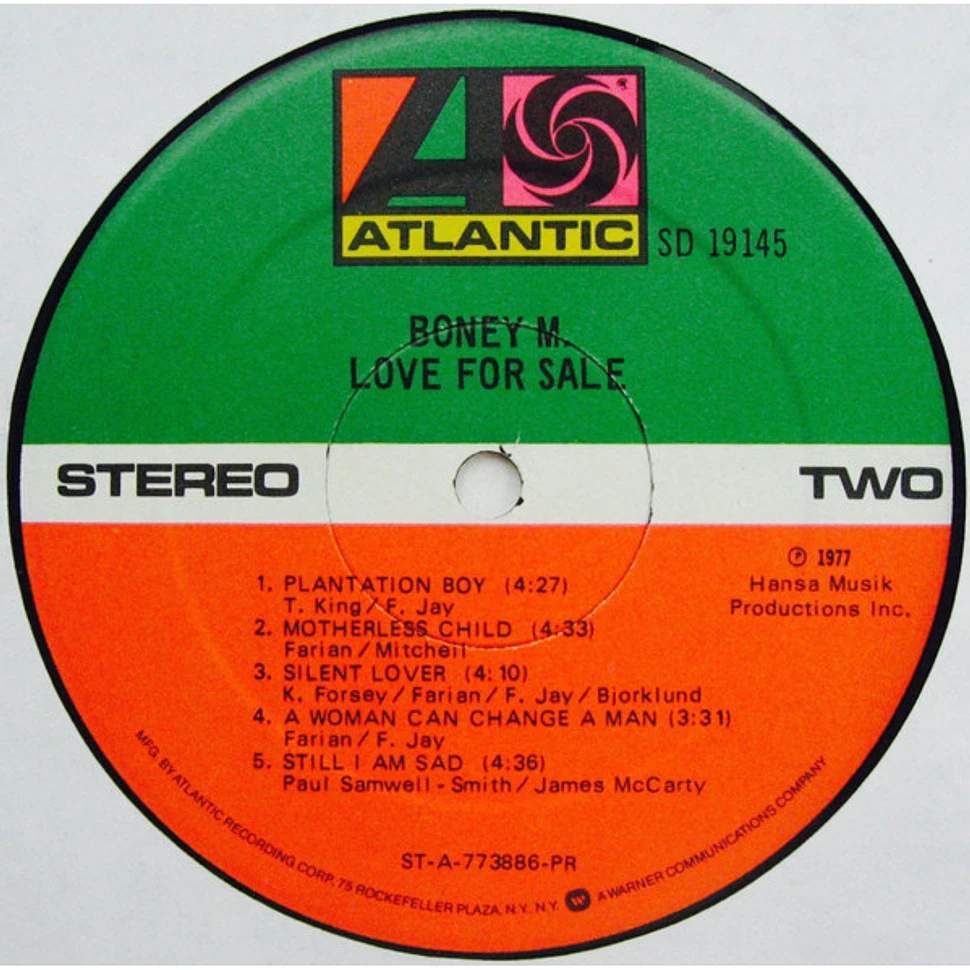 ATLANTIC
SD 19145
BONEY M.
LOVE FOR SALE
STEREO
TWO
℗ 1977
Hansa Musik
Productions Inc.
1. PLANTATION BOY (4:27)
T. King/F. Jay
2. MOTHERLESS CHILD (4:33)
Farian/Mitchell
3. SILENT LOVER (4:10)
K. Forsey/Farian/F. Jay/Bjorklund
4. A WOMAN CAN CHANGE A MAN (3:31)
Farian/F. Jay
5. STILL I AM SAD (4:36)
Paul Samwell-Smith/James McCarty
ST-A-773886-PR
MFG. BY ATLANTIC RECORDING CORP. 75 ROCKEFELLER PLAZA, N.Y. N.Y. A WARNER COMMUNICATIONS COMPANY